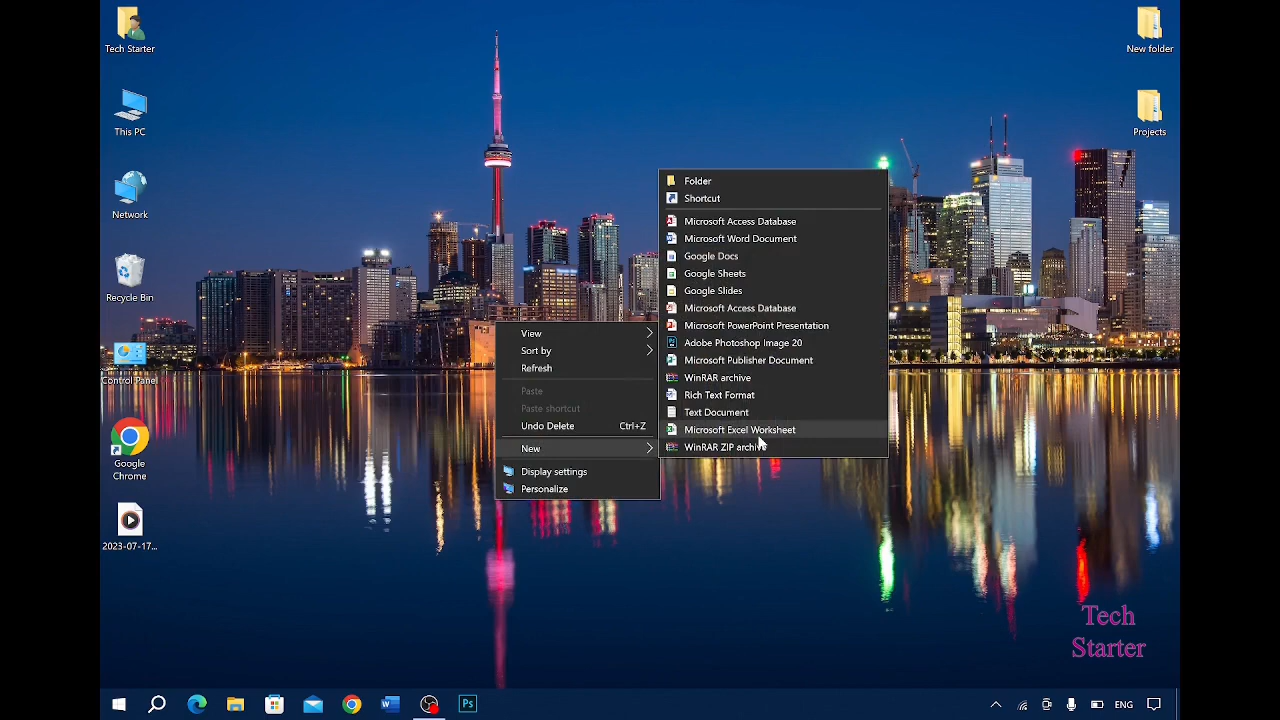 Tech Starter
This PC
Network
Recycle Bin
Control Panel
Google
Chrome
2023-07-17...
New folder
Projects
View
Sort by
Refresh
Paste
Paste shortcut
Undo Delete Ctrl+Z
New
Display settings
Personalize
Folder
Shortcut
Microsoft Access Database
Microsoft Word Document
Google Docs
Google Sheets
Google Slides
Microsoft Access Database
Microsoft PowerPoint Presentation
Adobe Photoshop Image 20
Microsoft Publisher Document
WinRAR archive
Rich Text Format
Text Document
Microsoft Excel Worksheet
WinRAR ZIP archive
Tech
Starter
Ps
ENG